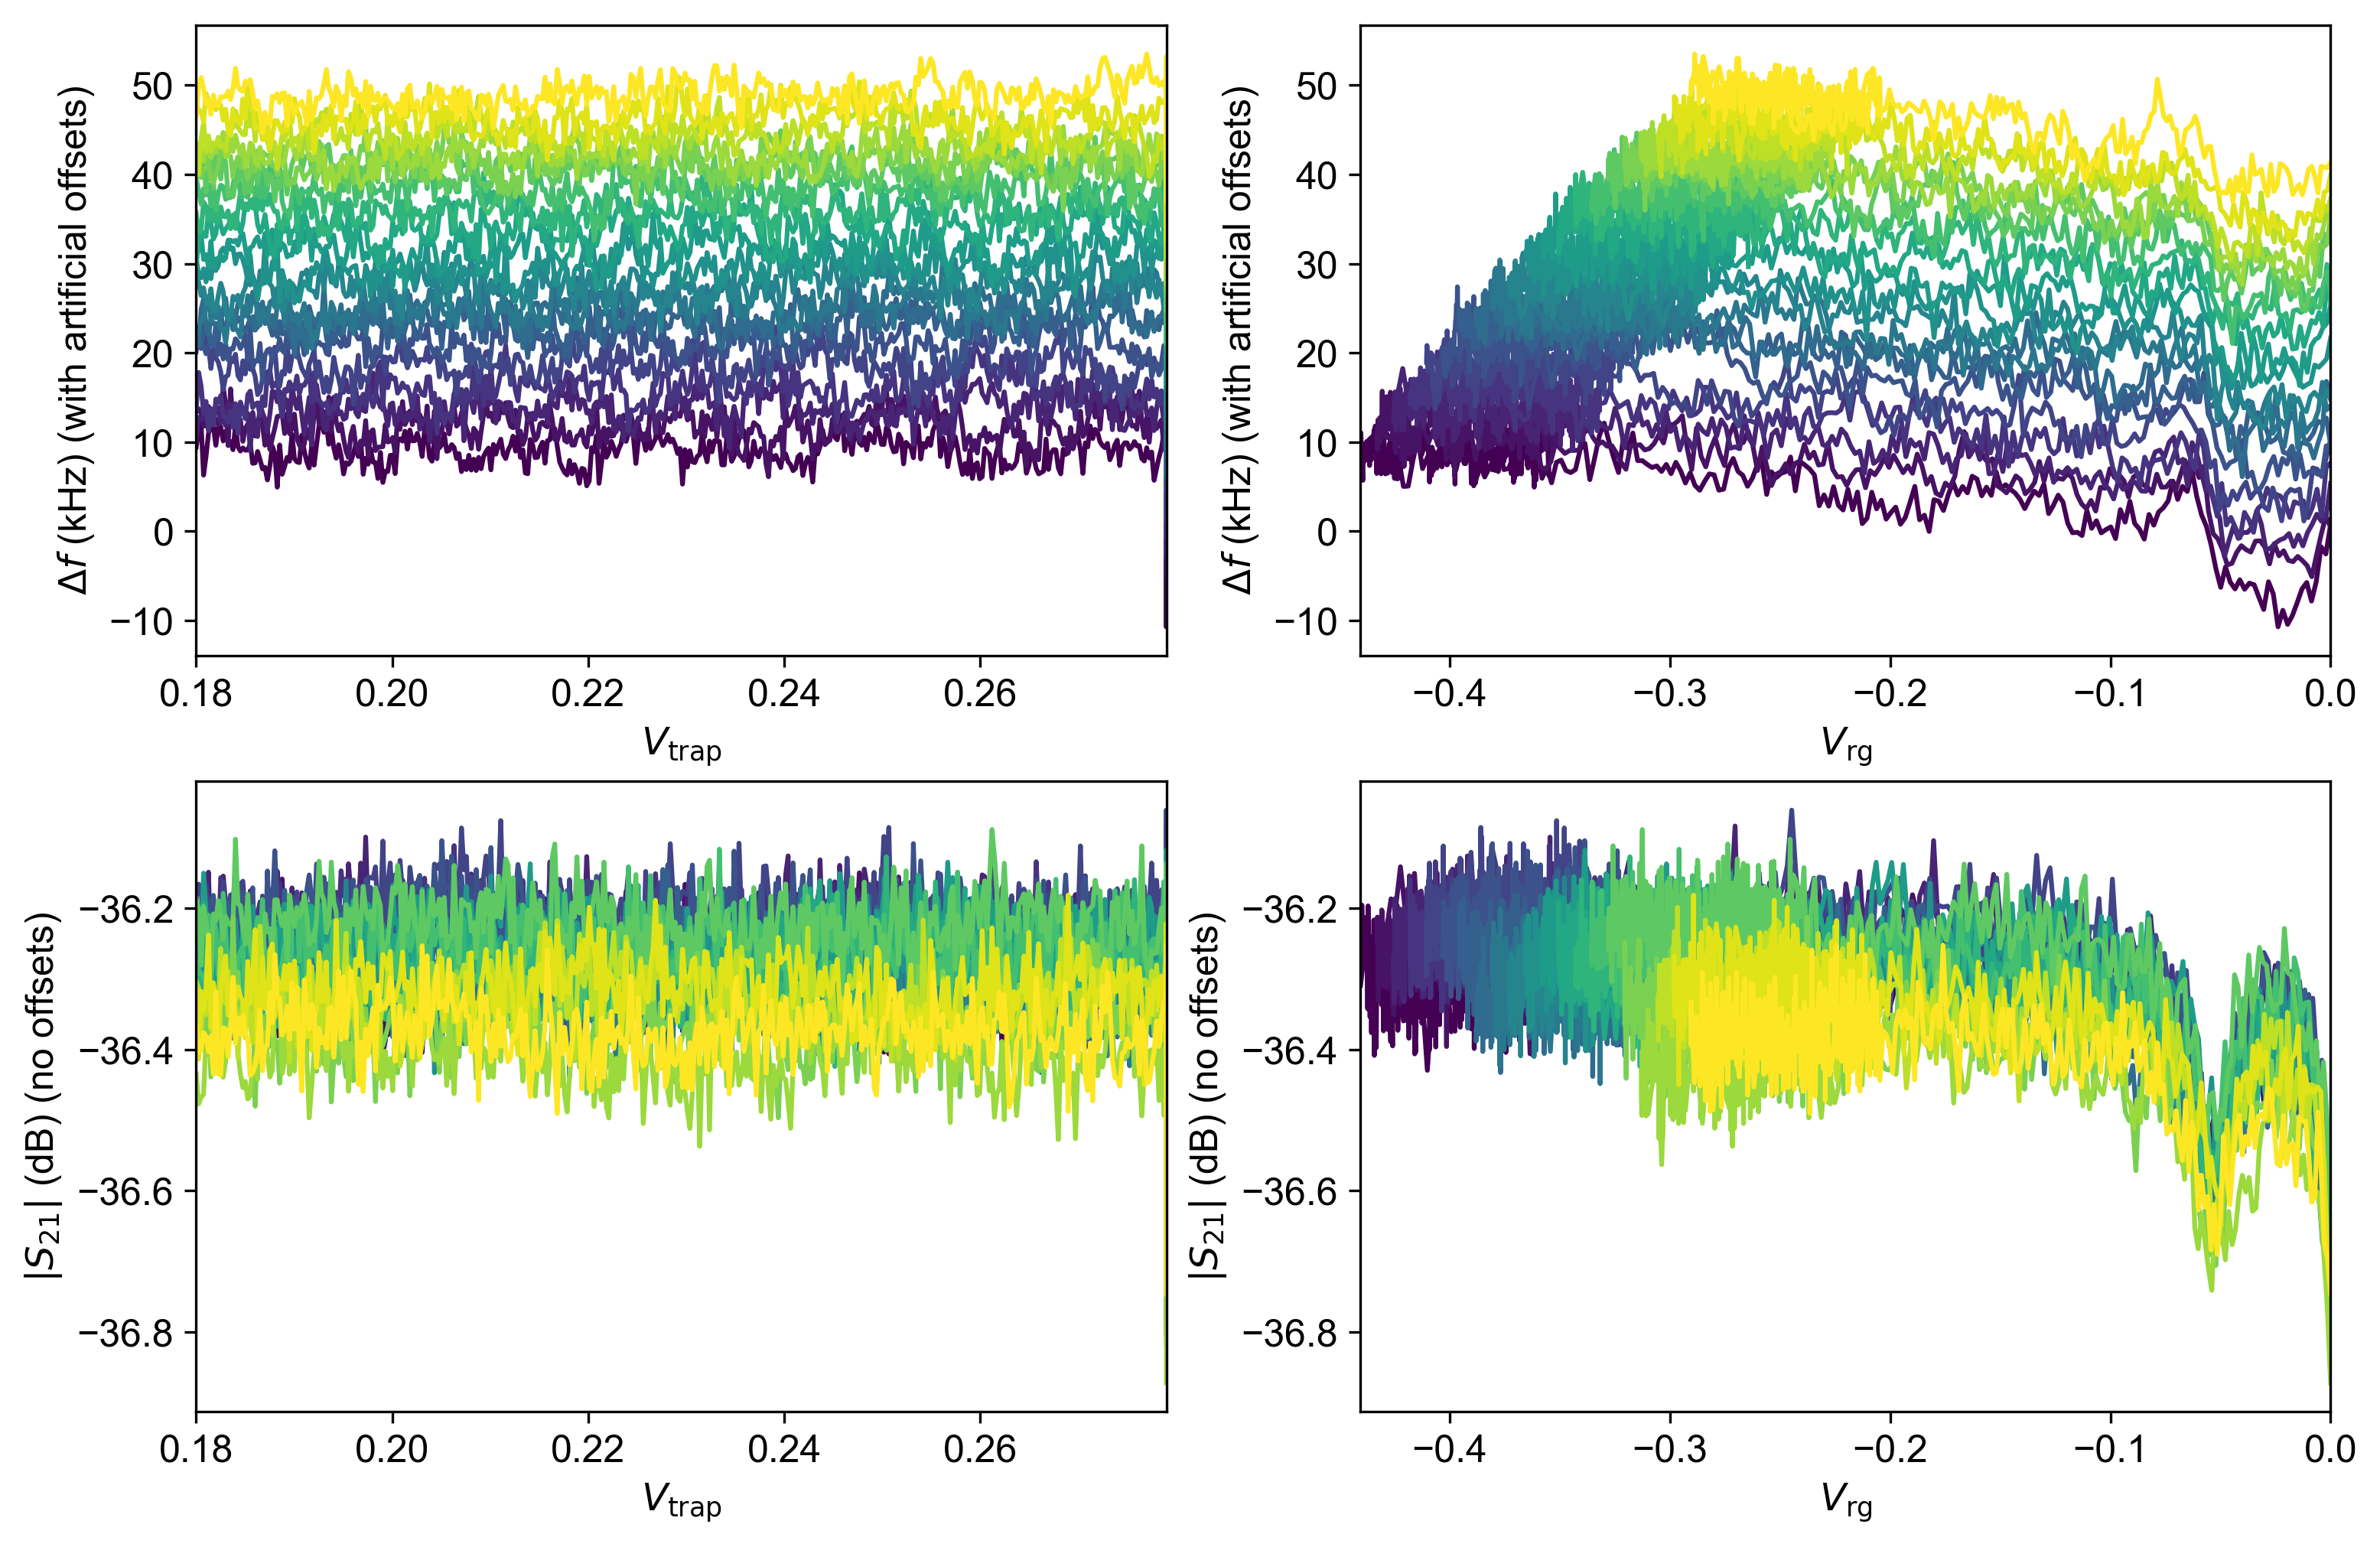 Δf (kHz) (with artificial offsets)
50
40
30
20
10
0
−10
0.18 0.20 0.22 0.24 0.26
V_trap
Δf (kHz) (with artificial offsets)
50
40
30
20
10
0
−10
−0.4 −0.3 −0.2 −0.1 0.0
V_rg
|S_21| (dB) (no offsets)
−36.2
−36.4
−36.6
−36.8
0.18 0.20 0.22 0.24 0.26
V_trap
|S_21| (dB) (no offsets)
−36.2
−36.4
−36.6
−36.8
−0.4 −0.3 −0.2 −0.1 0.0
V_rg